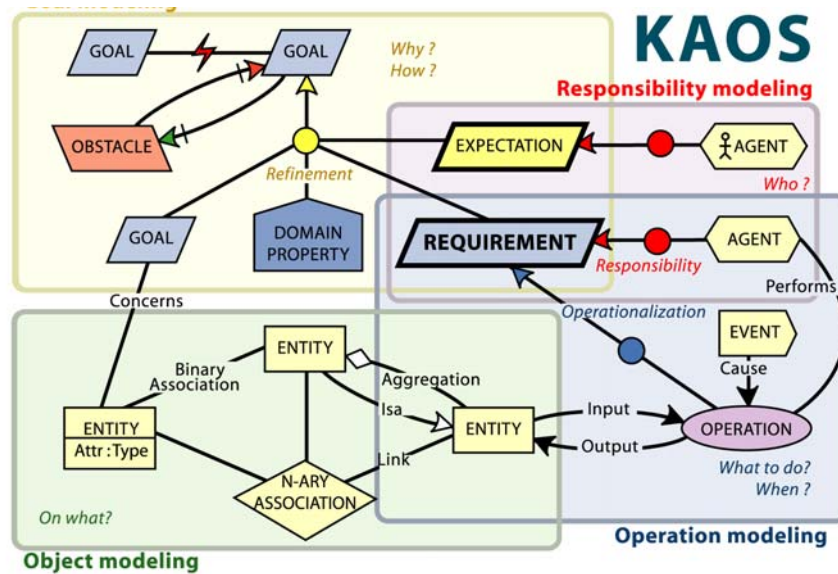 Goal modeling
KAOS
GOAL
GOAL
Why ?
How ?
Responsibility modeling
OBSTACLE
EXPECTATION
AGENT
Refinement
Who ?
GOAL
DOMAIN
PROPERTY
REQUIREMENT
AGENT
Responsibility
Concerns
Performs
Operationalization
EVENT
ENTITY
Binary
Association
Aggregation
Cause
Isa
Input
ENTITY
Attr :Type
ENTITY
OPERATION
Output
Link
N-ARY
ASSOCIATION
What to do?
When ?
On what?
Operation modeling
Object modeling